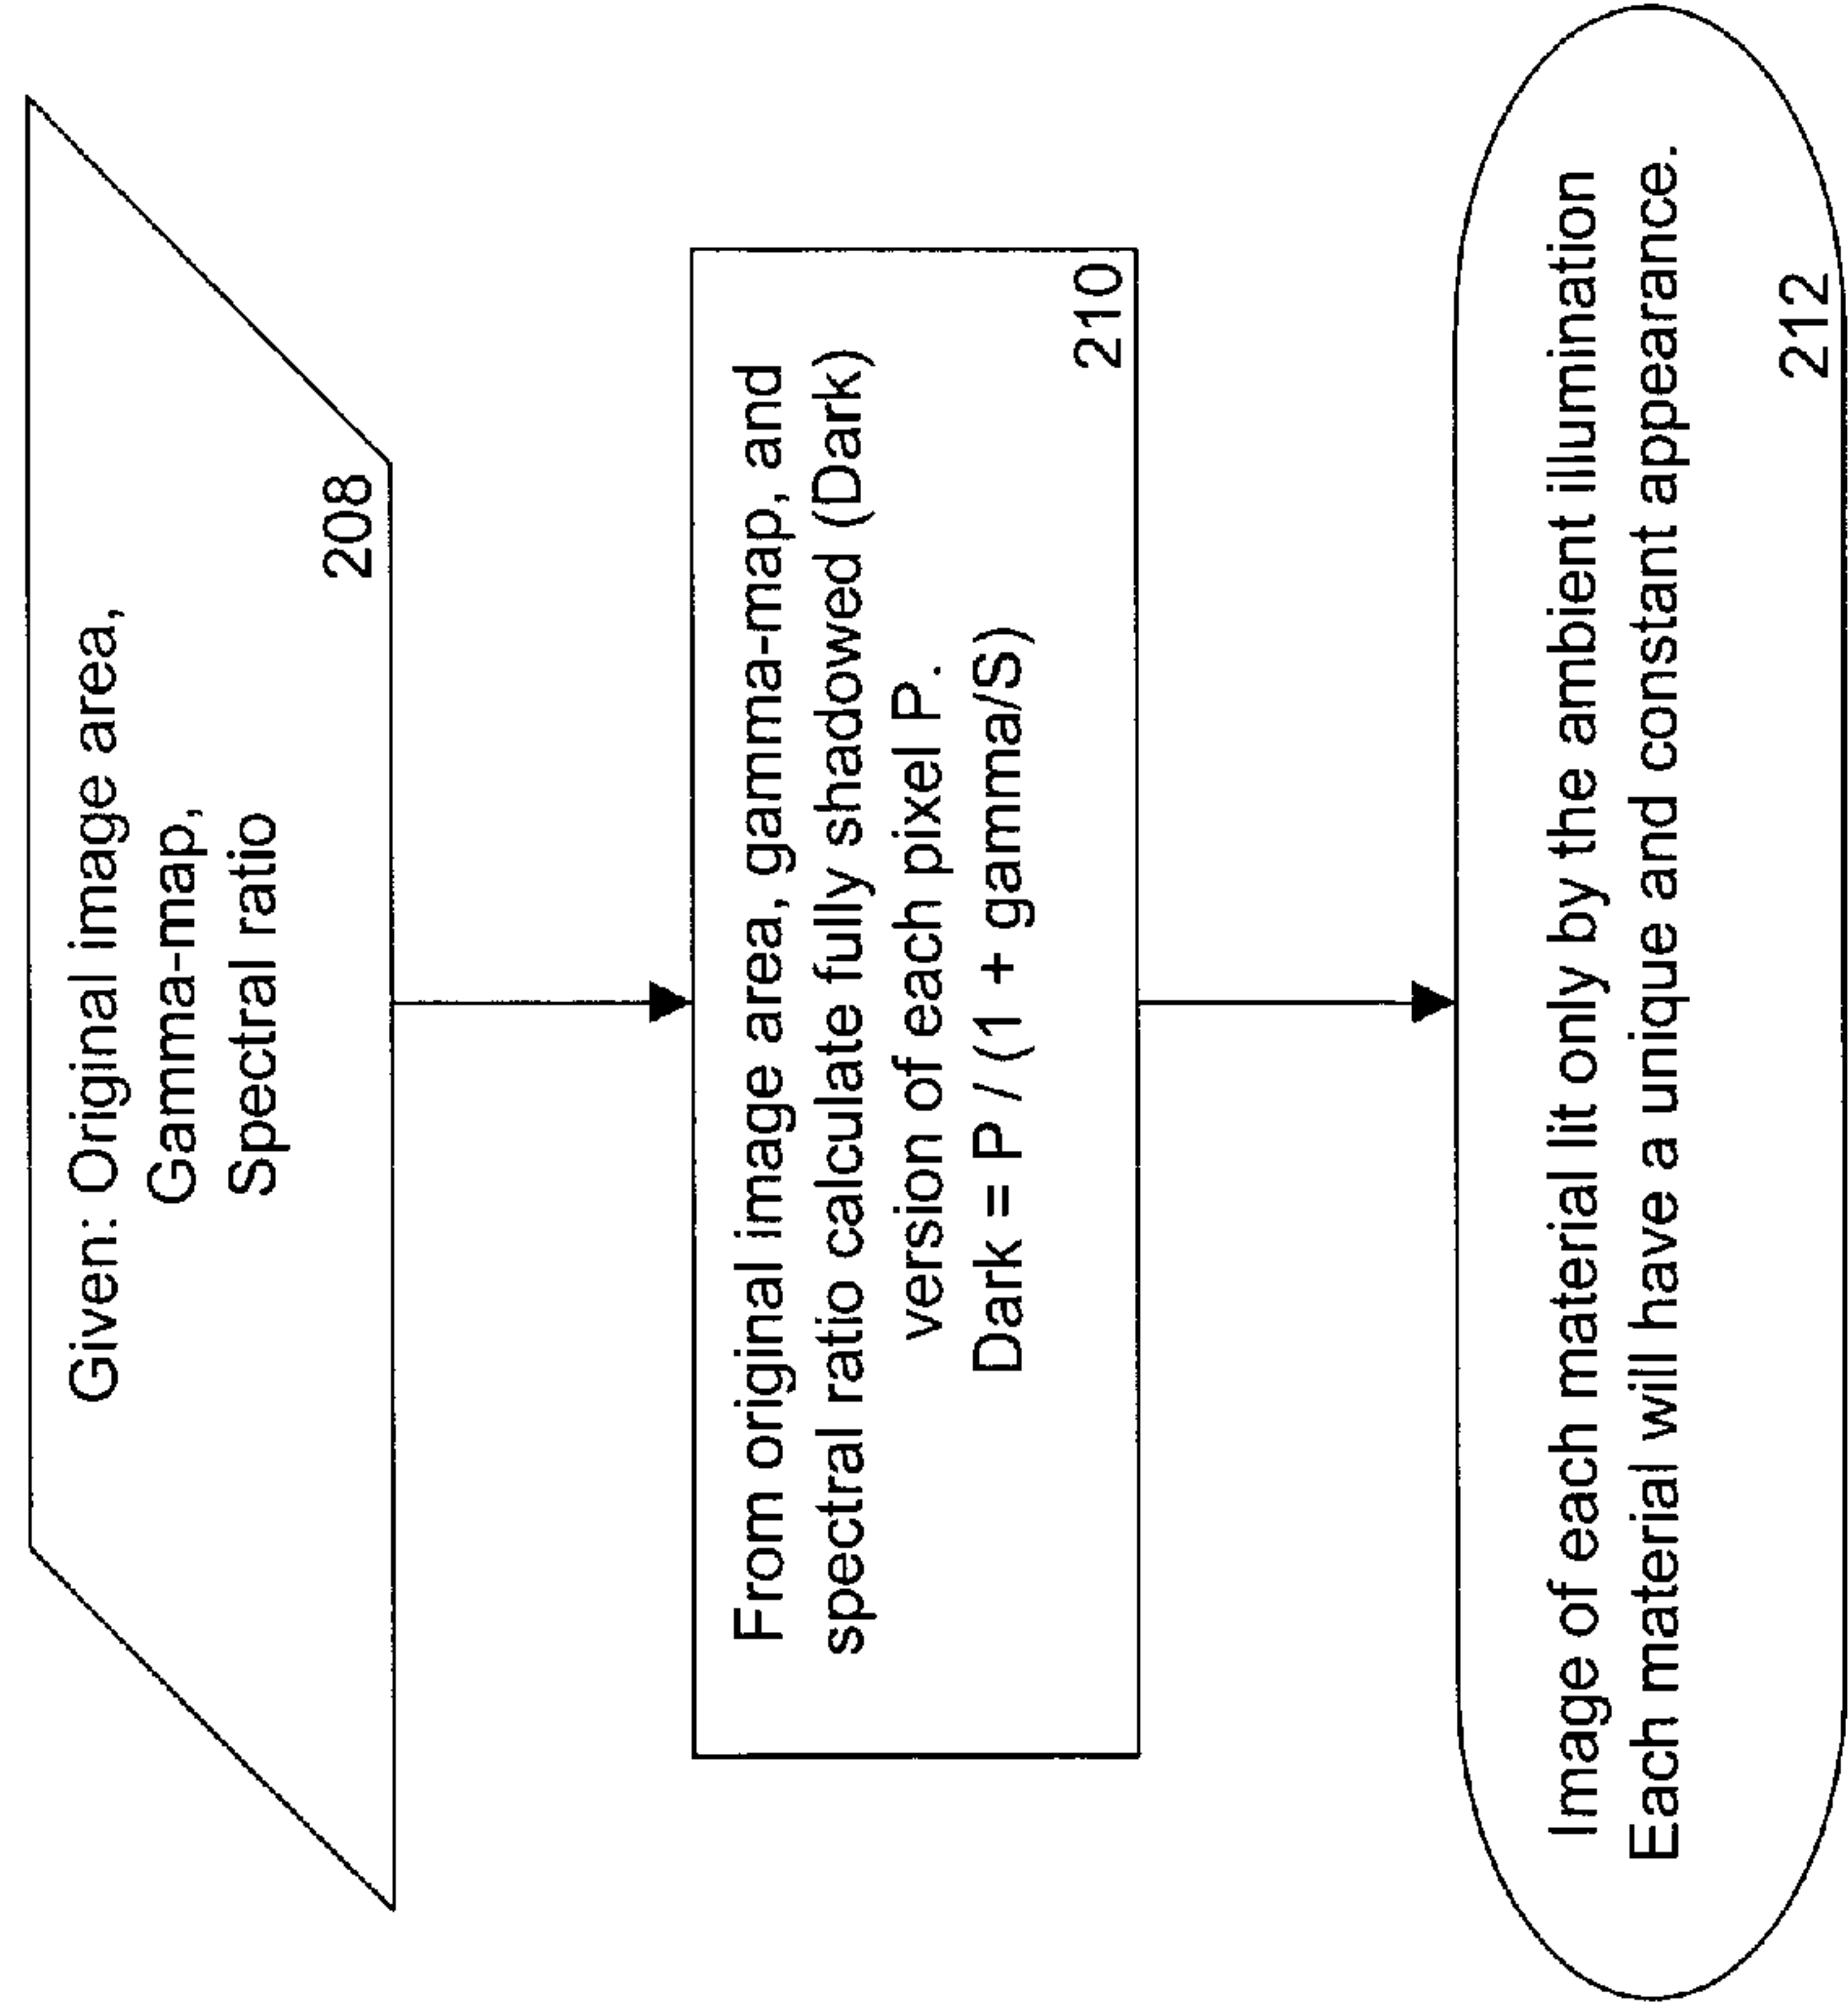 Given: Original image area,
Gamma-map,
Spectral ratio
208
From original image area, gamma-map, and
spectral ratio calculate fully shadowed (Dark)
version of each pixel P.
Dark = P / (1 + gamma/S)
210
Image of each material lit only by the ambient illumination
Each material will have a unique and constant appearance.
212